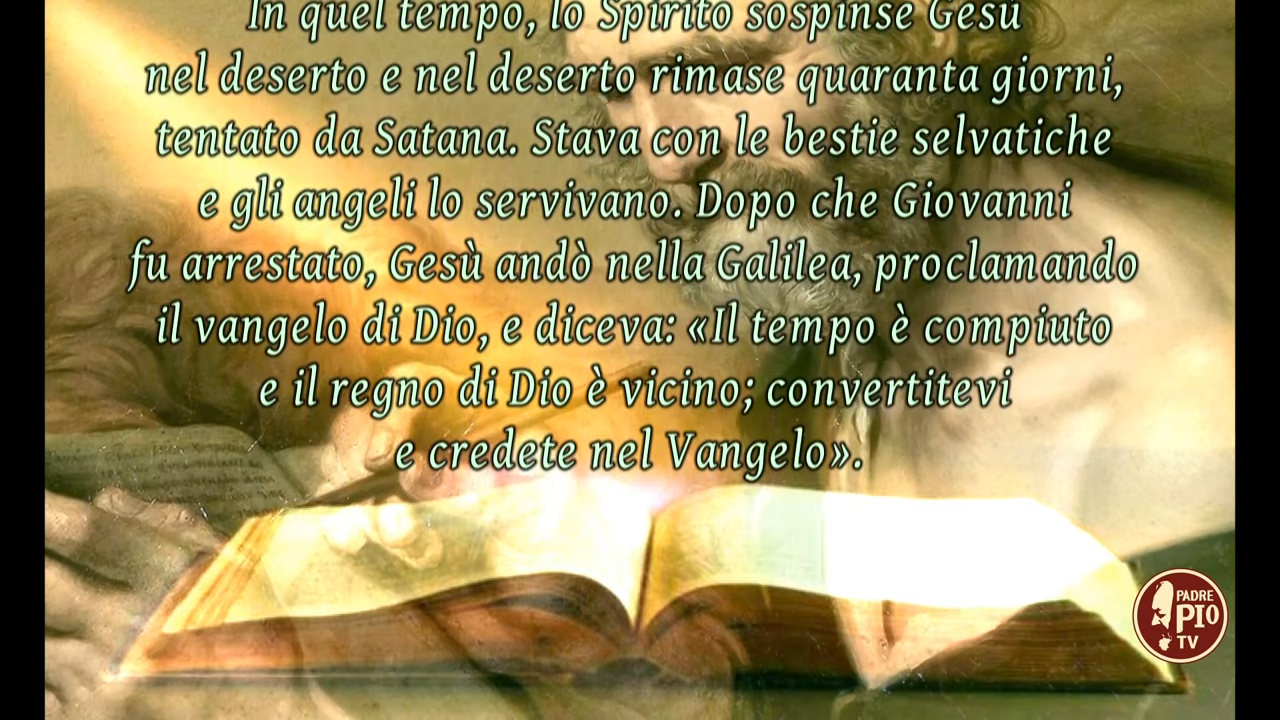 In quel tempo, lo Spirito sospinse Gesù
nel deserto e nel deserto rimase quaranta giorni,
tentato da Satana. Stava con le bestie selvatiche
e gli angeli lo servivano. Dopo che Giovanni
fu arrestato, Gesù andò nella Galilea, proclamando
il vangelo di Dio, e diceva: «Il tempo è compiuto
e il regno di Dio è vicino; convertitevi
e credete nel Vangelo».
PADRE
PIO
TV